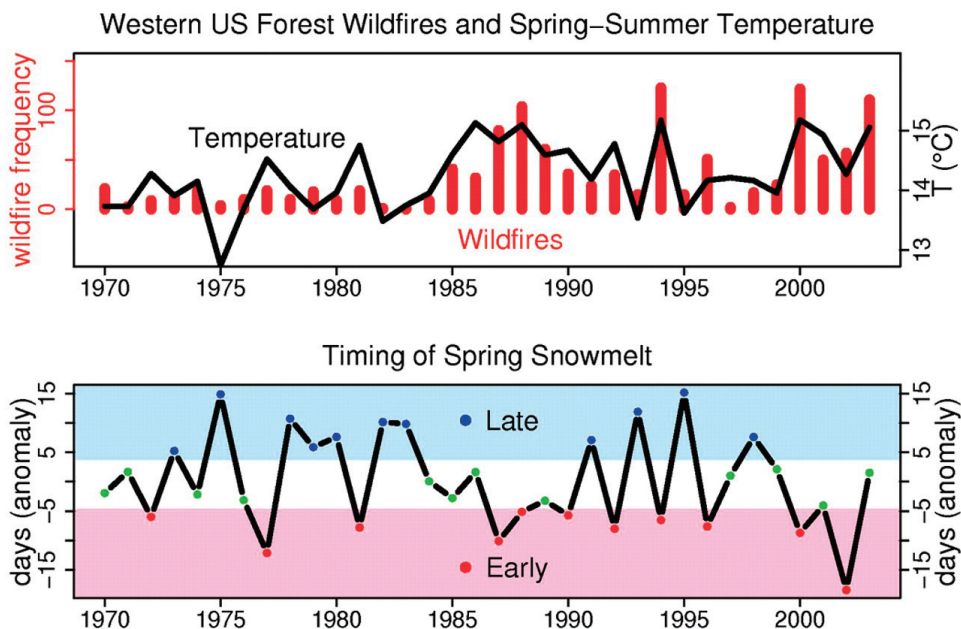 Western US Forest Wildfires and Spring–Summer Temperature
wildfire frequency
100
0
Temperature
Wildfires
15
14
13
T (°C)
1970 1975 1980 1985 1990 1995 2000
Timing of Spring Snowmelt
days (anomaly)
15
5
-5
-15
Late
Early
15
5
-5
-15
days (anomaly)
1970 1975 1980 1985 1990 1995 2000